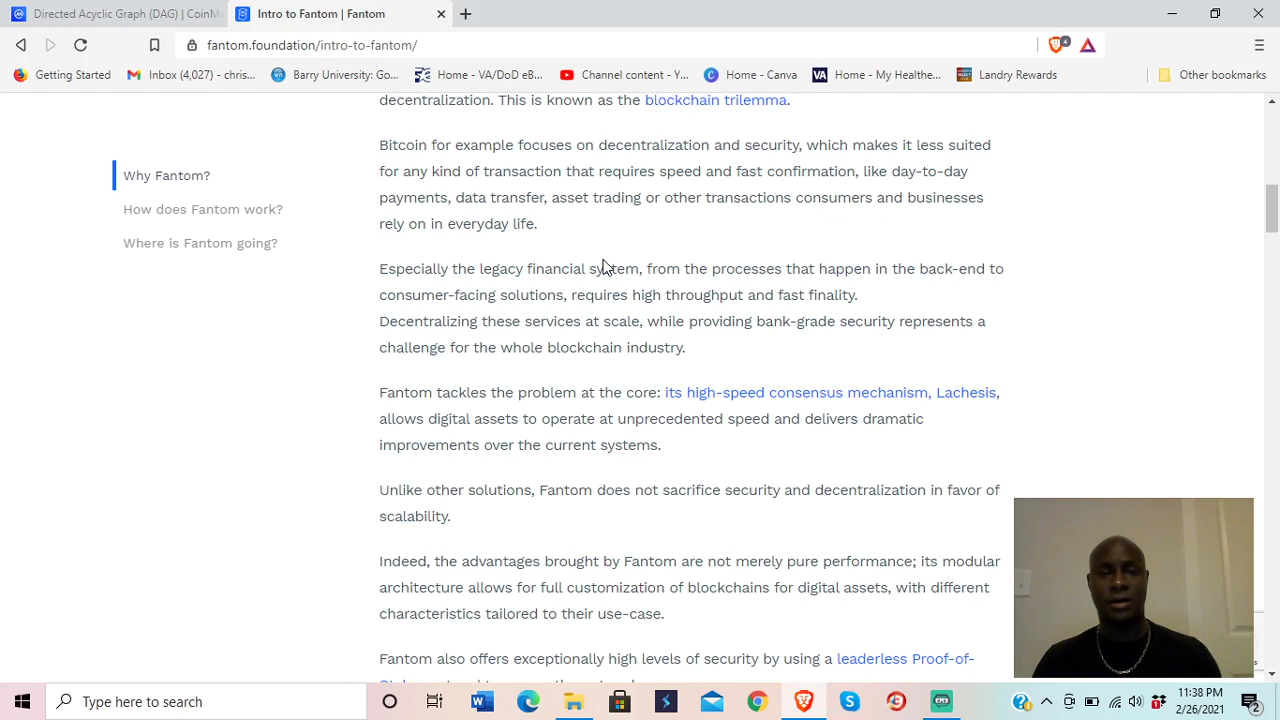 Directed Acyclic Graph (DAG) | CoinM
Intro to Fantom | Fantom
fantom.foundation/intro-to-fantom/
4
Getting Started
Inbox (4,027) - chris...
Barry University: Go...
Home - VA/DoD eB...
Channel content - Y...
Home - Canva
Home - My Healthe...
Landry Rewards
Other bookmarks
decentralization. This is known as the blockchain trilemma.
Why Fantom?
How does Fantom work?
Where is Fantom going?
Bitcoin for example focuses on decentralization and security, which makes it less suited
for any kind of transaction that requires speed and fast confirmation, like day-to-day
payments, data transfer, asset trading or other transactions consumers and businesses
rely on in everyday life.
Especially the legacy financial system, from the processes that happen in the back-end to
consumer-facing solutions, requires high throughput and fast finality.
Decentralizing these services at scale, while providing bank-grade security represents a
challenge for the whole blockchain industry.
Fantom tackles the problem at the core: its high-speed consensus mechanism, Lachesis,
allows digital assets to operate at unprecedented speed and delivers dramatic
improvements over the current systems.
Unlike other solutions, Fantom does not sacrifice security and decentralization in favor of
scalability.
Indeed, the advantages brought by Fantom are not merely pure performance; its modular
architecture allows for full customization of blockchains for digital assets, with different
characteristics tailored to their use-case.
Fantom also offers exceptionally high levels of security by using a leaderless Proof-of-
Type here to search
11:38 PM
2/26/2021
2